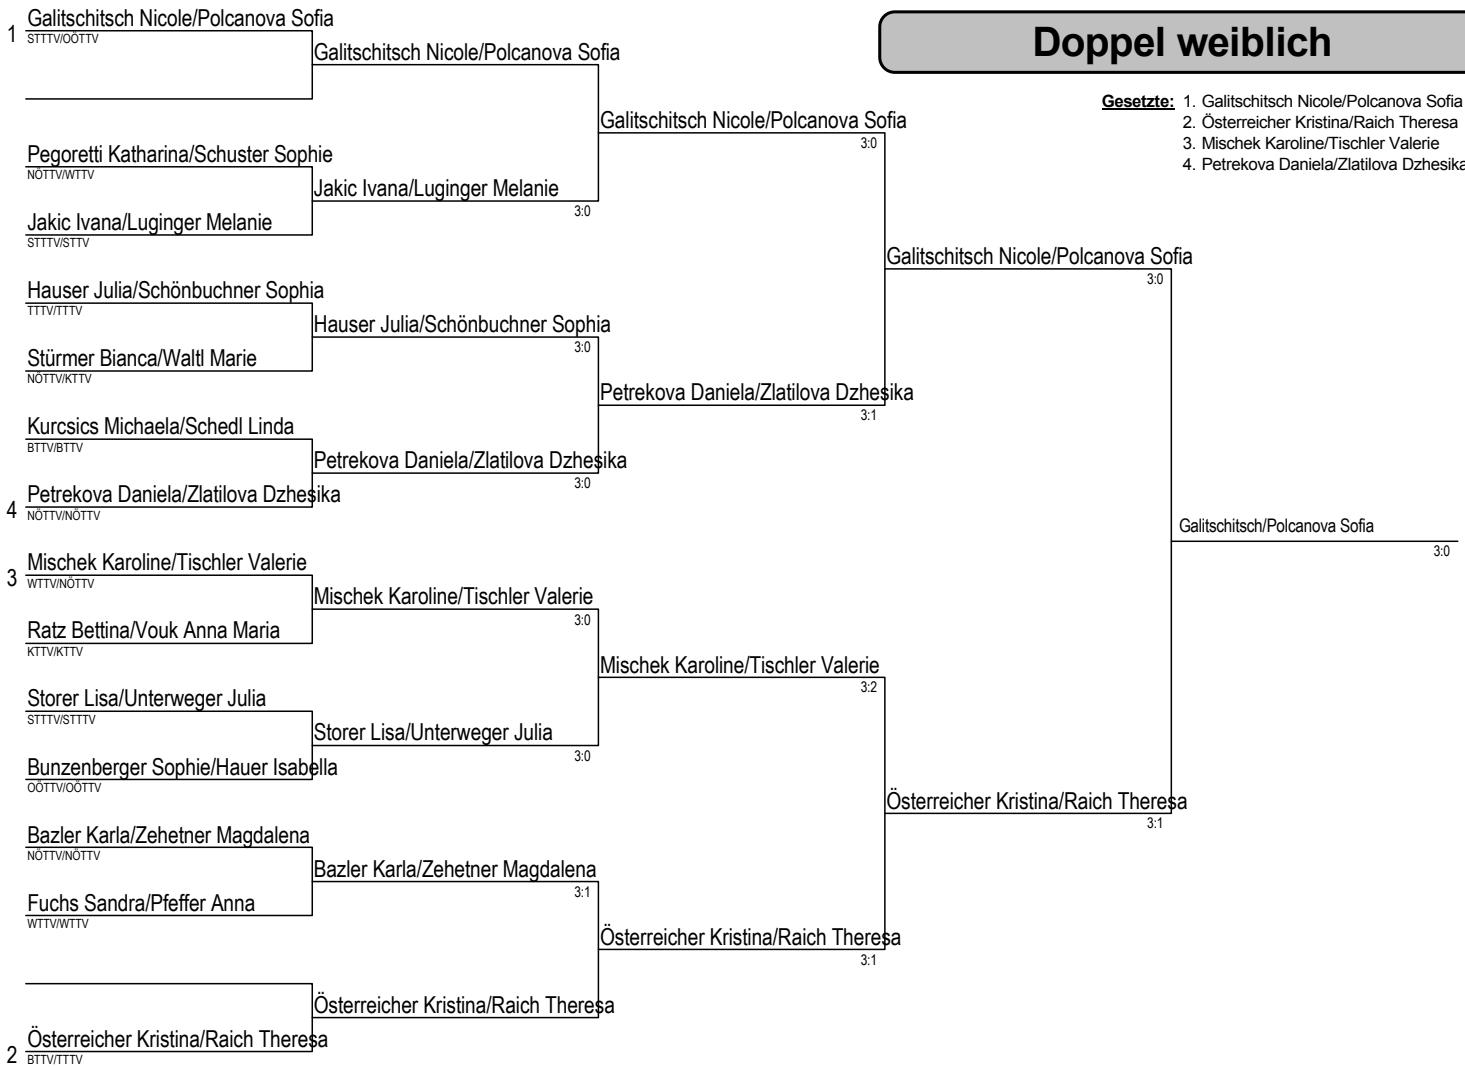 Doppel weiblich
Gesetzte: 1. Galitschitsch Nicole/Polcanova Sofia
2. Österreicher Kristina/Raich Theresa
3. Mischek Karoline/Tischler Valerie
4. Petrekova Daniela/Zlatilova Dzhesika
1 Galitschitsch Nicole/Polcanova Sofia
STTTV/OÖTTV
Pegoretti Katharina/Schuster Sophie
NÖTTV/WTTV
Jakic Ivana/Luginger Melanie
STTTV/STTV
Hauser Julia/Schönbuchner Sophia
TTTV/TTTV
Stürmer Bianca/Waltl Marie
NÖTTV/KTTV
Kurcsics Michaela/Schedl Linda
BTTV/BTTV
4 Petrekova Daniela/Zlatilova Dzhesika
NÖTTV/NÖTTV
3 Mischek Karoline/Tischler Valerie
WTTV/NÖTTV
Ratz Bettina/Vouk Anna Maria
KTTV/KTTV
Storer Lisa/Unterweger Julia
STTTV/STTTV
Bunzenberger Sophie/Hauer Isabella
OÖTTV/OÖTTV
Bazler Karla/Zehetner Magdalena
NÖTTV/NÖTTV
Fuchs Sandra/Pfeffer Anna
WTTV/WTTV
2 Österreicher Kristina/Raich Theresa
BTTV/TTTV
Galitschitsch Nicole/Polcanova Sofia
Jakic Ivana/Luginger Melanie
3:0
Hauser Julia/Schönbuchner Sophia
3:0
Petrekova Daniela/Zlatilova Dzhesika
3:0
Mischek Karoline/Tischler Valerie
3:0
Storer Lisa/Unterweger Julia
3:0
Bazler Karla/Zehetner Magdalena
3:1
Österreicher Kristina/Raich Theresa
Galitschitsch Nicole/Polcanova Sofia
3:0
Petrekova Daniela/Zlatilova Dzhesika
3:1
Mischek Karoline/Tischler Valerie
3:2
Österreicher Kristina/Raich Theresa
3:1
Galitschitsch Nicole/Polcanova Sofia
3:0
Österreicher Kristina/Raich Theresa
3:1
Galitschitsch/Polcanova Sofia
3:0